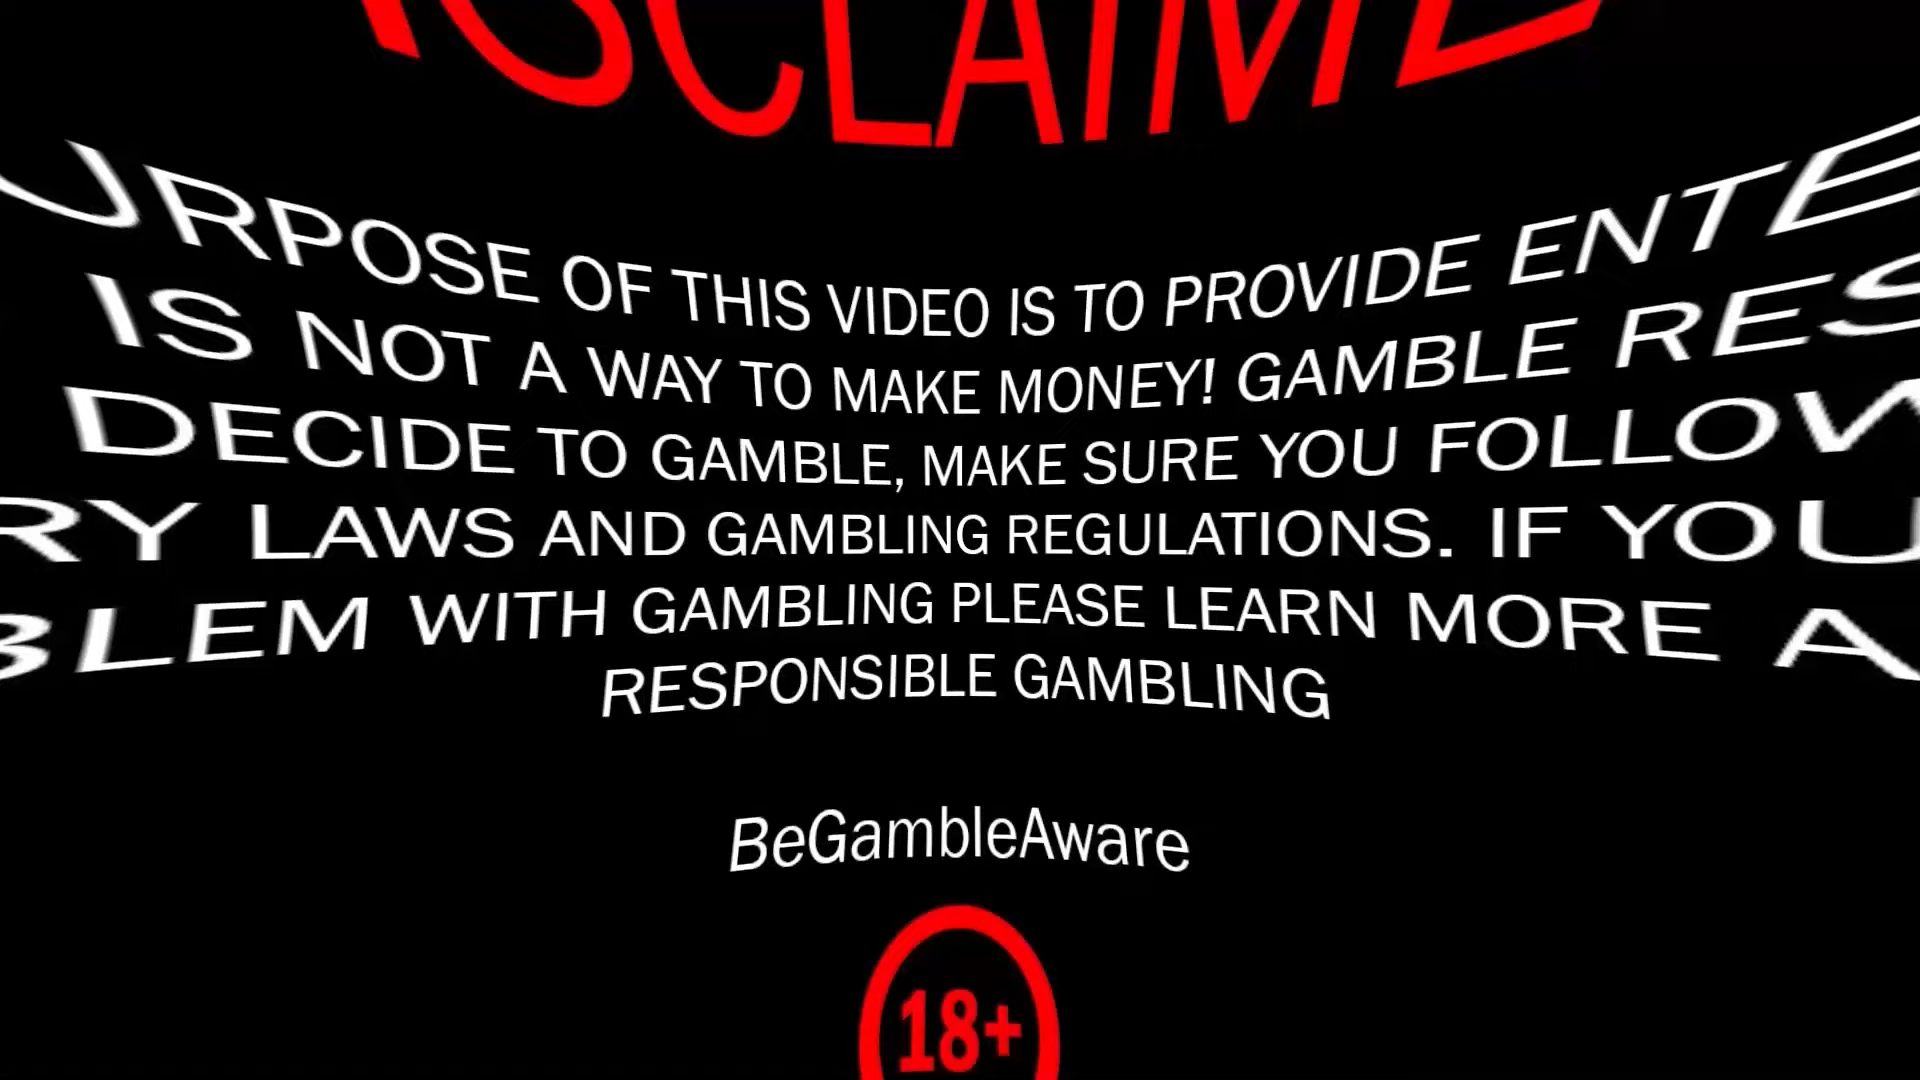 ISCLAIME
URPOSE OF THIS VIDEO IS TO PROVIDE ENTE
IS NOT A WAY TO MAKE MONEY! GAMBLE RES
DECIDE TO GAMBLE, MAKE SURE YOU FOLLOW
RY LAWS AND GAMBLING REGULATIONS. IF YOU
BLEM WITH GAMBLING PLEASE LEARN MORE A
RESPONSIBLE GAMBLING
BeGambleAware
18+